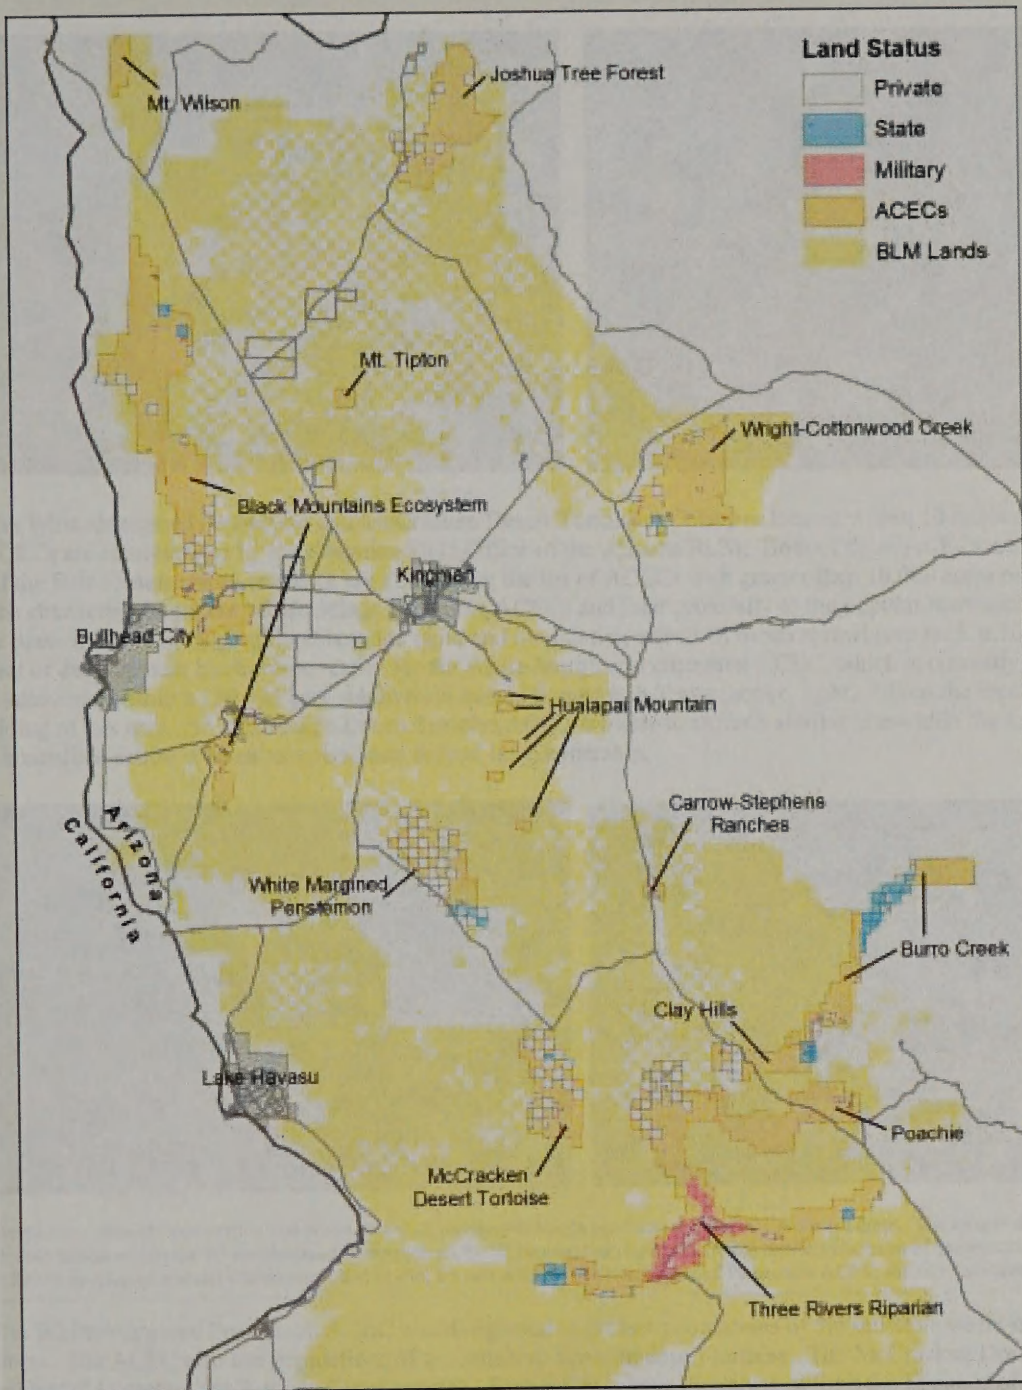 Land Status
Private
State
Military
ACECs
BLM Lands
Joshua Tree Forest
Mt. Wilson
Mt. Tipton
Wright-Cottonwood Creek
Black Mountains Ecosystem
Kingman
Bullhead City
Hualapai Mountain
Carrow-Stephens
Ranches
Arizona
California
White Margined
Penstemon
Burro Creek
Clay Hills
Lake Havasu
Poachie
McCracken
Desert Tortoise
Three Rivers Riparian